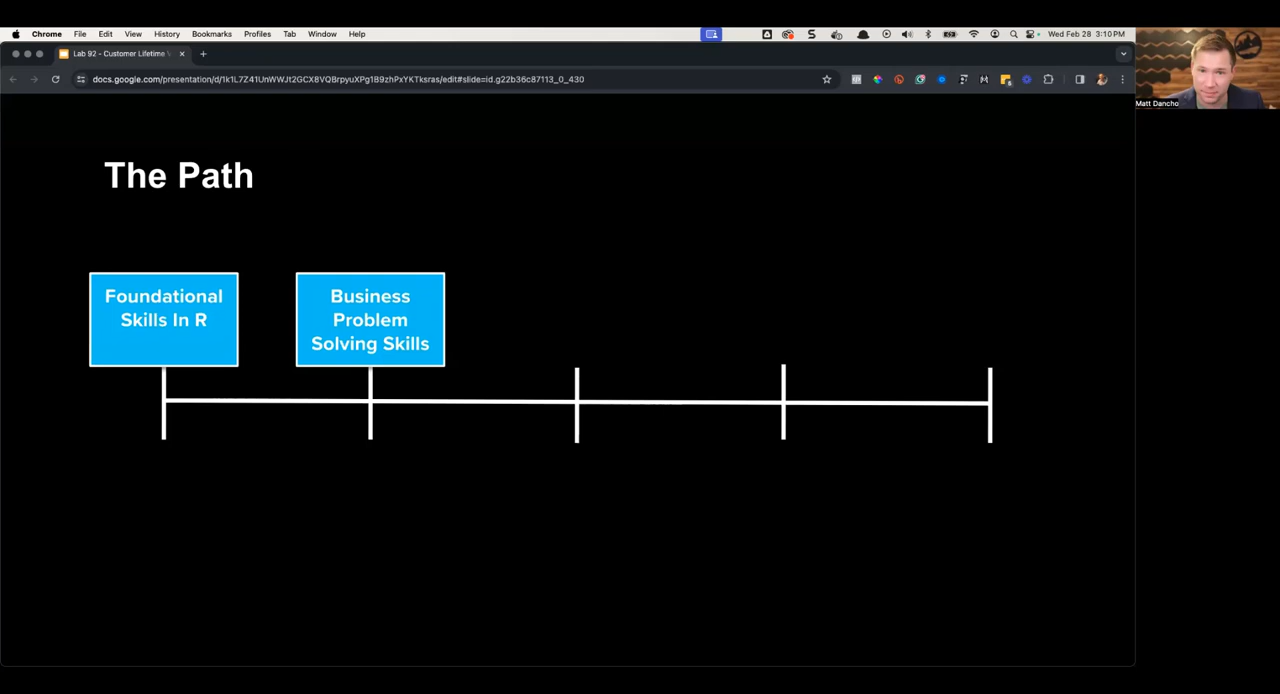 Chrome File Edit View History Bookmarks Profiles Tab Window Help
Wed Feb 28 3:10 PM
Lab 92 - Customer Lifetime
docs.google.com/presentation/d/1k1L7Z41UnWWJt2GCX8VQBrpyuXPg1B9zhPxYKTksras/edit#slide=id.g22b36c87113_0_430
Matt Dancho
The Path
Foundational
Skills In R
Business
Problem
Solving Skills